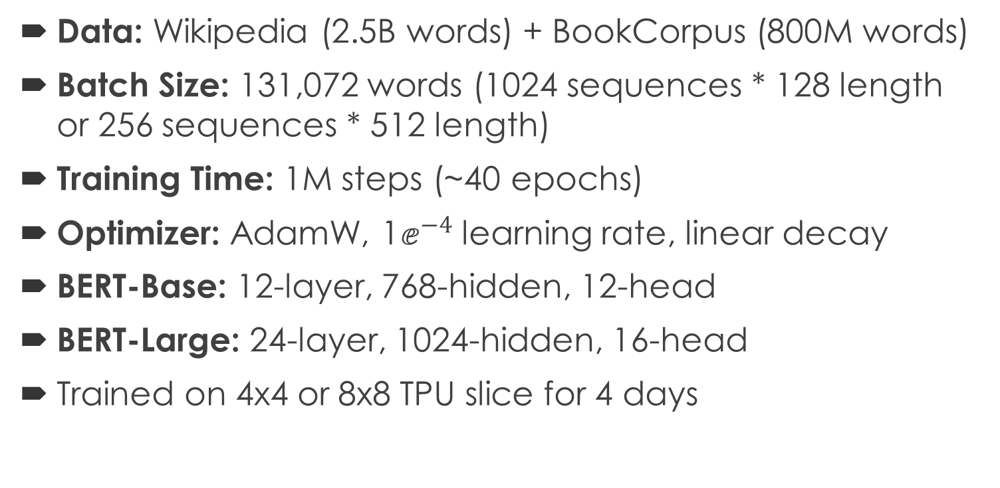 Data: Wikipedia (2.5B words) + BookCorpus (800M words)
Batch Size: 131,072 words (1024 sequences * 128 length
or 256 sequences * 512 length)
Training Time: 1M steps (~40 epochs)
Optimizer: AdamW, 1ⅇ⁻⁴ learning rate, linear decay
BERT-Base: 12-layer, 768-hidden, 12-head
BERT-Large: 24-layer, 1024-hidden, 16-head
Trained on 4x4 or 8x8 TPU slice for 4 days